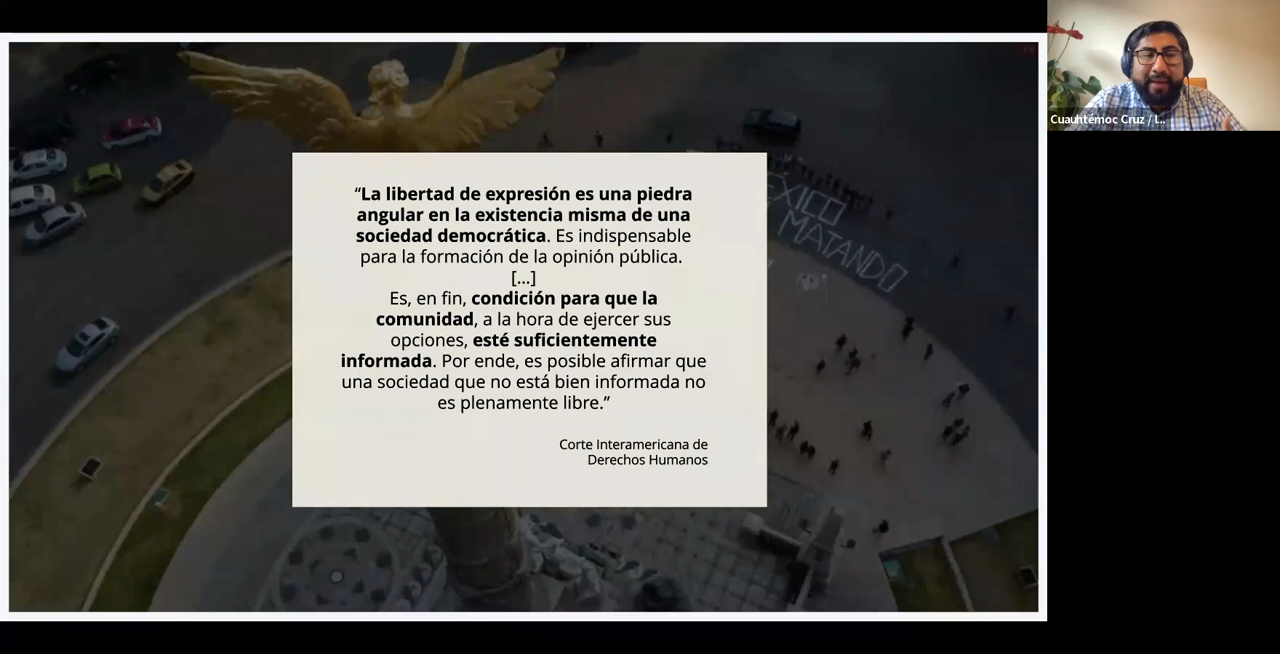 “La libertad de expresión es una piedra
angular en la existencia misma de una
sociedad democrática. Es indispensable
para la formación de la opinión pública.
[...]
Es, en fin, condición para que la
comunidad, a la hora de ejercer sus
opciones, esté suficientemente
informada. Por ende, es posible afirmar que
una sociedad que no está bien informada no
es plenamente libre.”
Corte Interamericana de
Derechos Humanos
MATANDO
Cuauhtémoc Cruz / I...